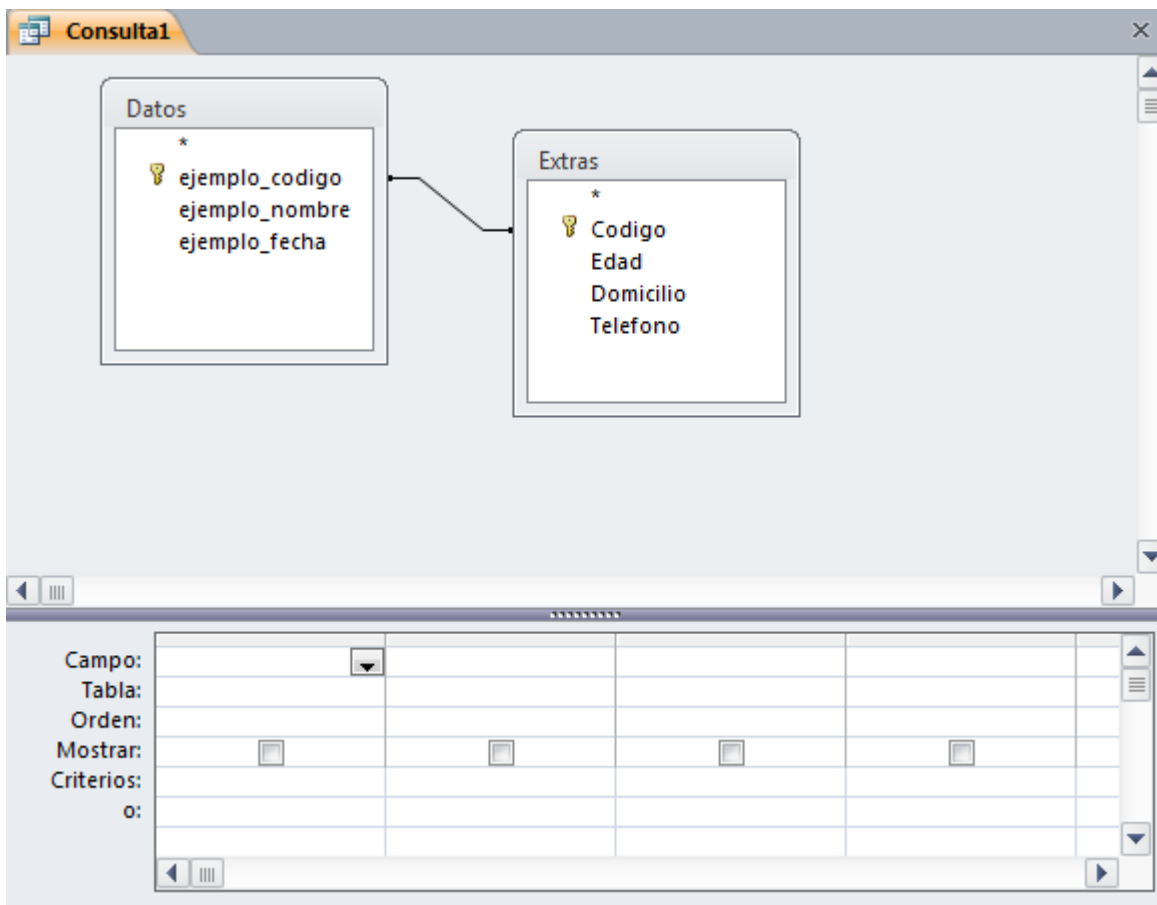 Consulta1
Datos
*
ejemplo_codigo
ejemplo_nombre
ejemplo_fecha
Extras
*
Codigo
Edad
Domicilio
Telefono
Campo:
Tabla:
Orden:
Mostrar:
Criterios:
o: